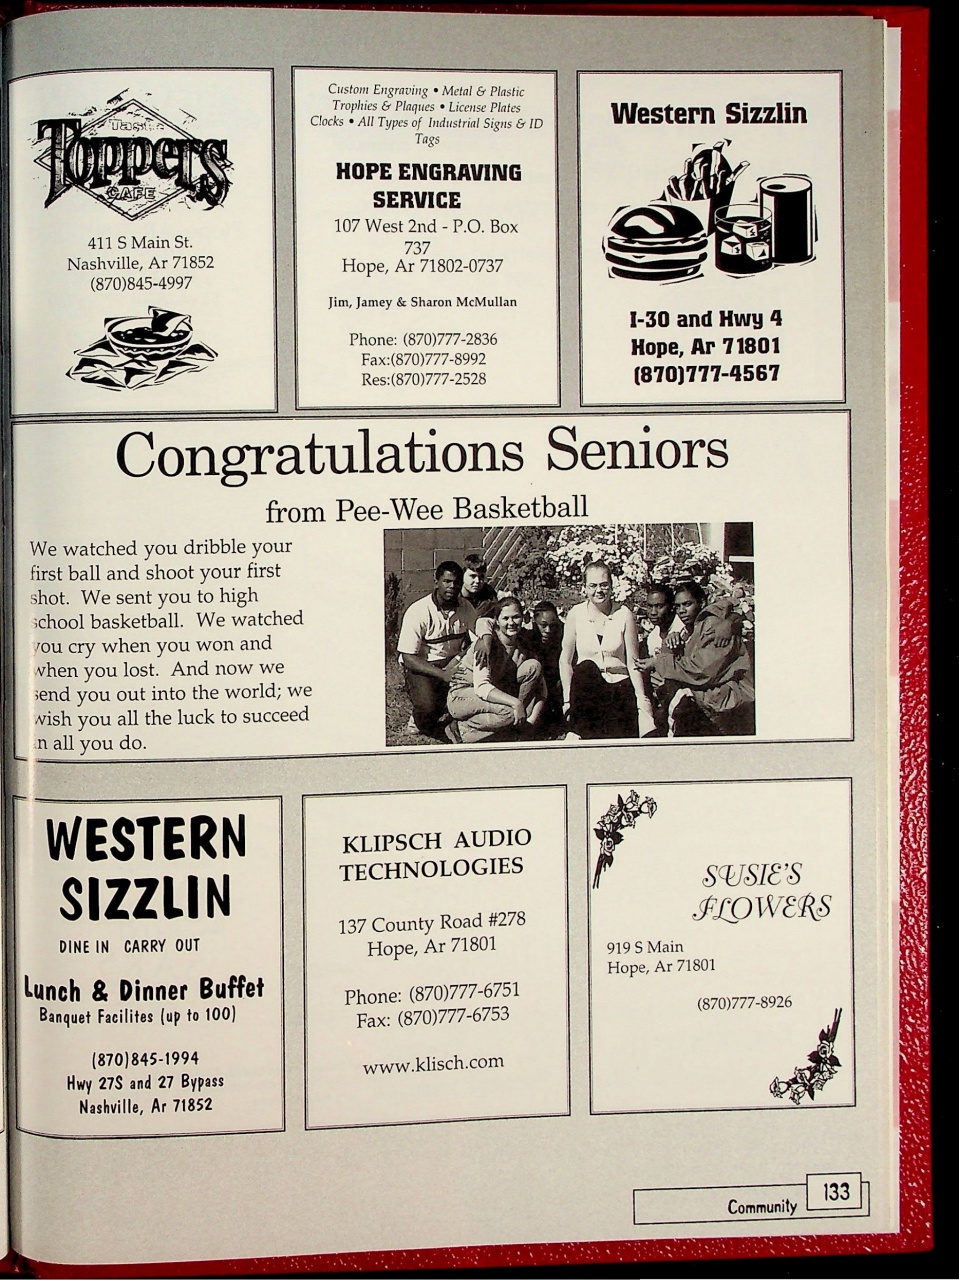 Taste
Toppers
CAFE
411 S Main St.
Nashville, Ar 71852
(870)845-4997
Custom Engraving • Metal & Plastic
Trophies & Plaques • License Plates
Clocks • All Types of Industrial Signs & ID
Tags
HOPE ENGRAVING
SERVICE
107 West 2nd - P.O. Box
737
Hope, Ar 71802-0737
Jim, Jamey & Sharon McMullan
Phone: (870)777-2836
Fax:(870)777-8992
Res:(870)777-2528
Western Sizzlin
I-30 and Hwy 4
Hope, Ar 71801
(870)777-4567
Congratulations Seniors
from Pee-Wee Basketball
We watched you dribble your
first ball and shoot your first
shot. We sent you to high
school basketball. We watched
you cry when you won and
when you lost. And now we
send you out into the world; we
wish you all the luck to succeed
in all you do.
WESTERN
SIZZLIN
DINE IN CARRY OUT
Lunch & Dinner Buffet
Banquet Facilites (up to 100)
(870)845-1994
Hwy 27S and 27 Bypass
Nashville, Ar 71852
KLIPSCH AUDIO
TECHNOLOGIES
137 County Road #278
Hope, Ar 71801
Phone: (870)777-6751
Fax: (870)777-6753
www.klisch.com
SUSIE'S
FLOWERS
919 S Main
Hope, Ar 71801
(870)777-8926
Community 133